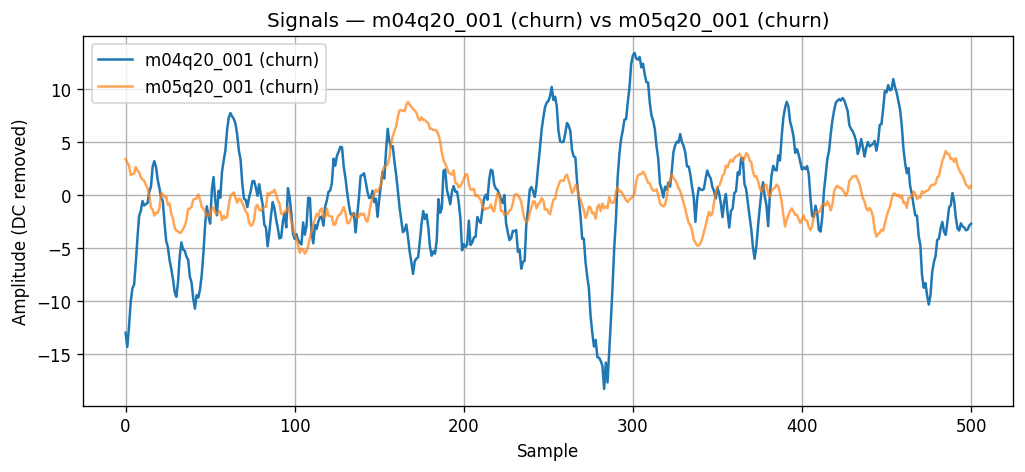 Signals — m04q20_001 (churn) vs m05q20_001 (churn)
m04q20_001 (churn)
m05q20_001 (churn)
Amplitude (DC removed)
10
5
0
−5
−10
−15
0
100
200
300
400
500
Sample